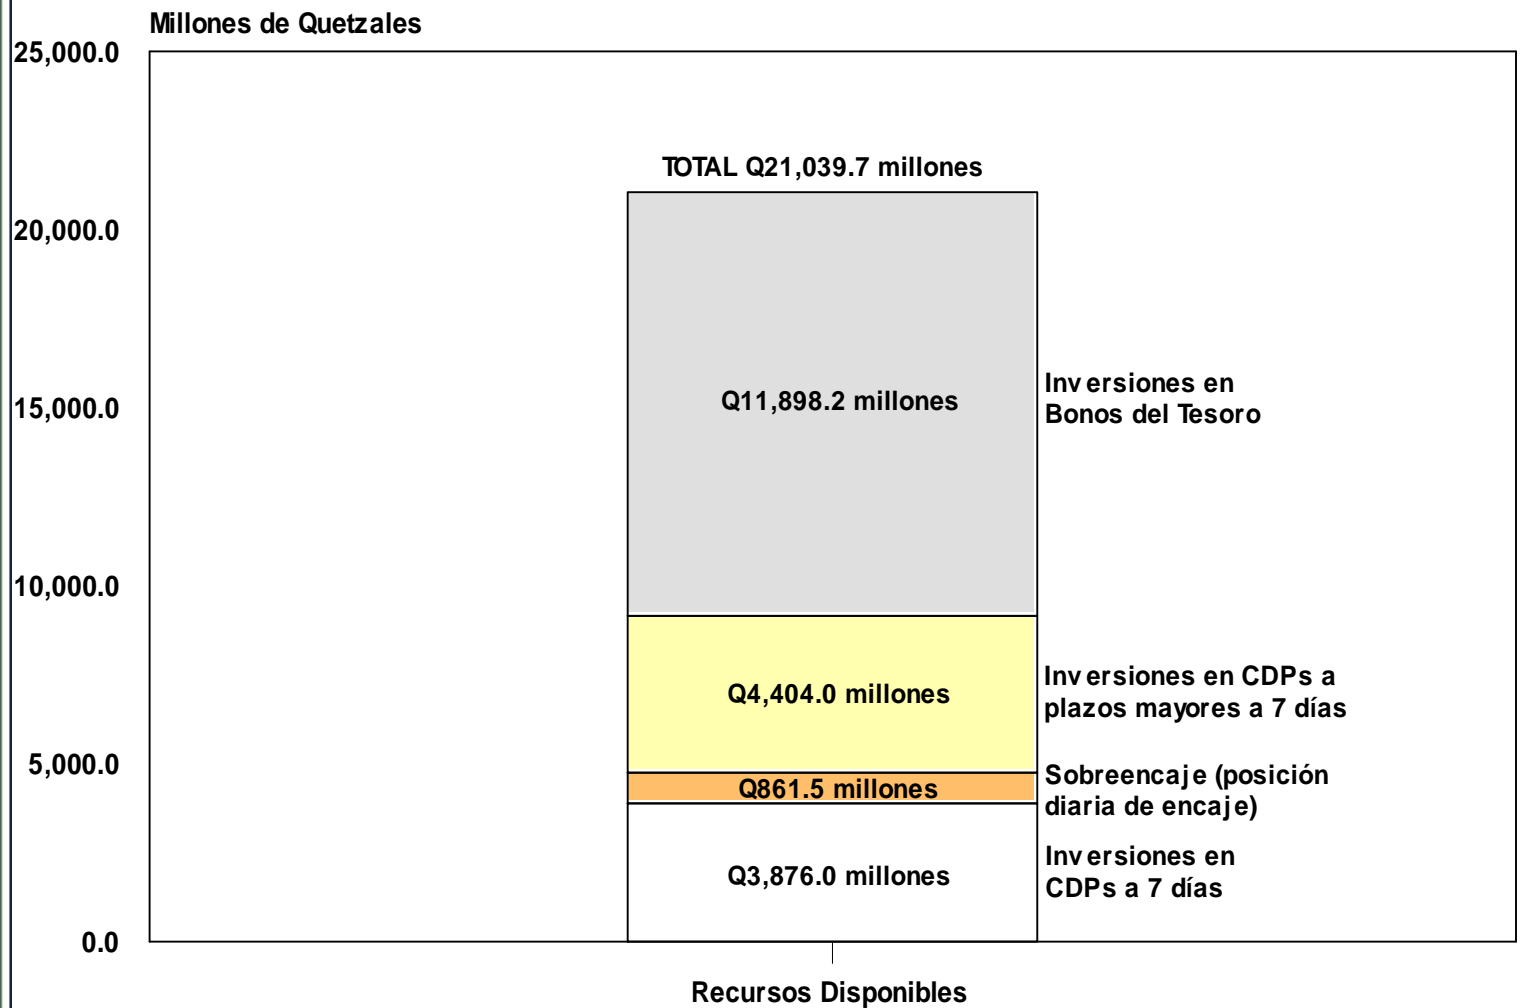 Millones de Quetzales
25,000.0
TOTAL Q21,039.7 millones
20,000.0
Inversiones en
Q11,898.2 millones
15,000.0
Bonos del Tesoro
10,000.0
Inversiones en CDPs a
Q4,404.0 millones
plazos mayores a 7 días
5,000.0
Sobreencaje (posición
Q861.5 millones
diaria de encaje)
Inversiones en
Q3,876.0 millones
CDPs a 7 días
0.0
Recursos Disponibles